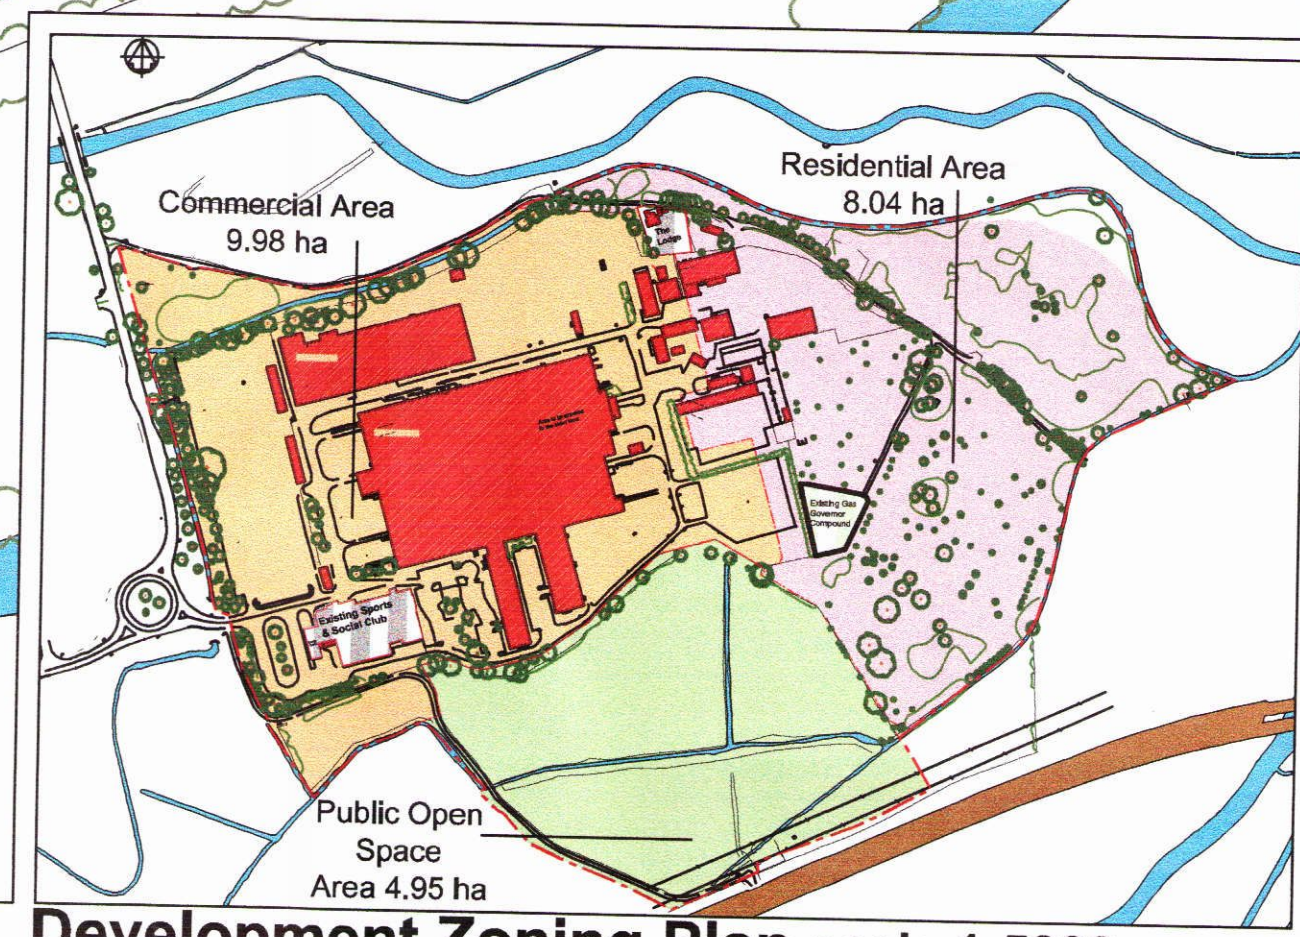 Residential Area
8.04 ha
Commercial Area
9.98 ha
The
Lodge
Existing Gas
Governor
Compound
Existing Sports
& Social Club
Public Open
Space
Area 4.95 ha
Development Zoning Plan